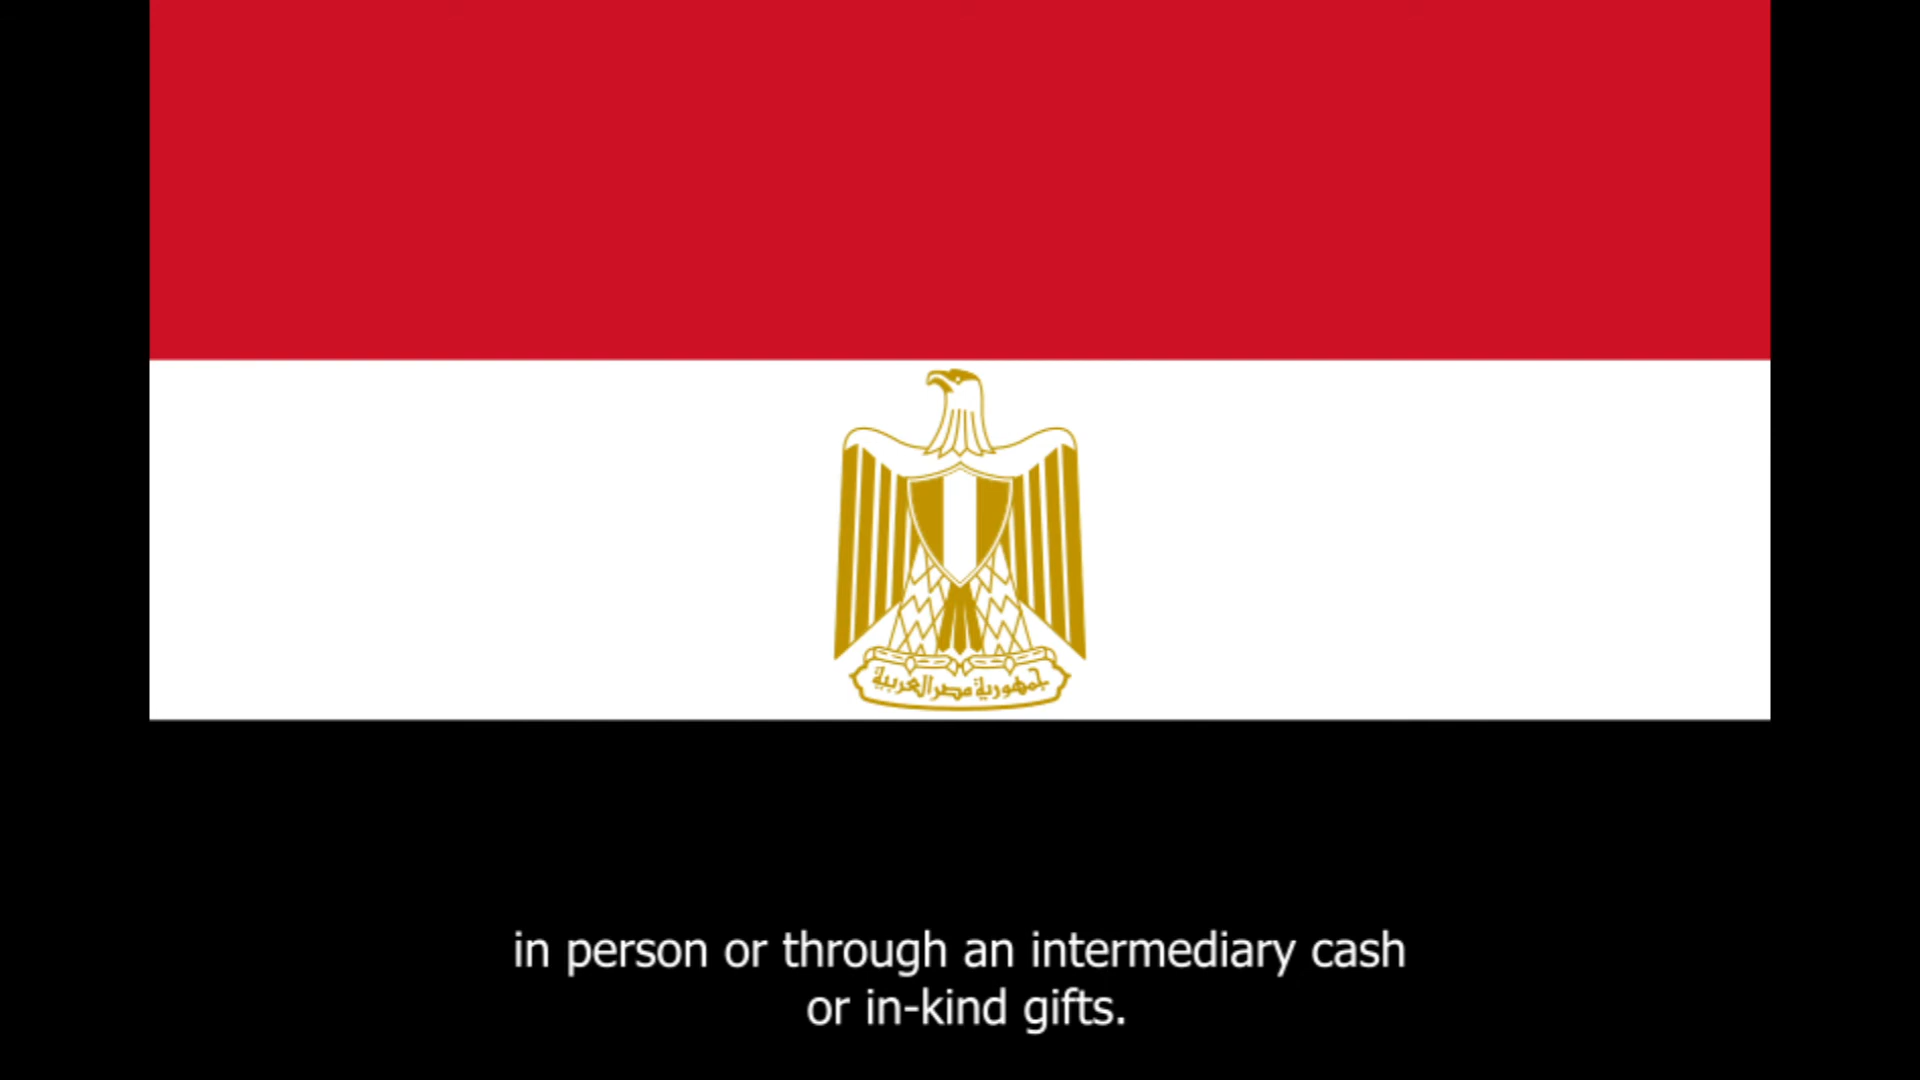 جمهورية مصر العربية
in person or through an intermediary cash
or in-kind gifts.